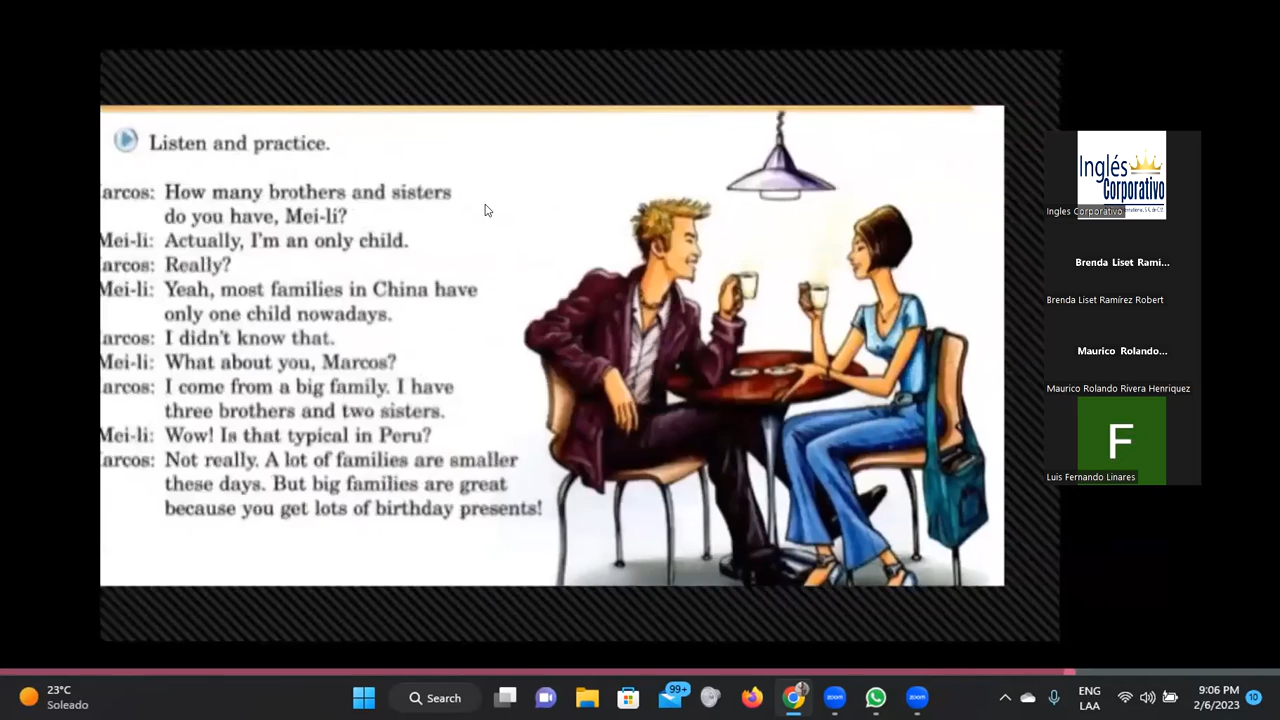 Listen and practice.
arcos: How many brothers and sisters
do you have, Mei-li?
Mei-li: Actually, I'm an only child.
arcos: Really?
Mei-li: Yeah, most families in China have
only one child nowadays.
arcos: I didn't know that.
Mei-li: What about you, Marcos?
arcos: I come from a big family. I have
three brothers and two sisters.
Mei-li: Wow! Is that typical in Peru?
arcos: Not really. A lot of families are smaller
these days. But big families are great
because you get lots of birthday presents!
Inglés
Corporativo
Ingles Corporativo
Brenda Liset Rami...
Brenda Liset Ramírez Robert
Maurico Rolando...
Maurico Rolando Rivera Henriquez
F
Luis Fernando Linares
23°C
Soleado
Search
99+
zoom
zoom
ENG
LAA
9:06 PM
2/6/2023
10